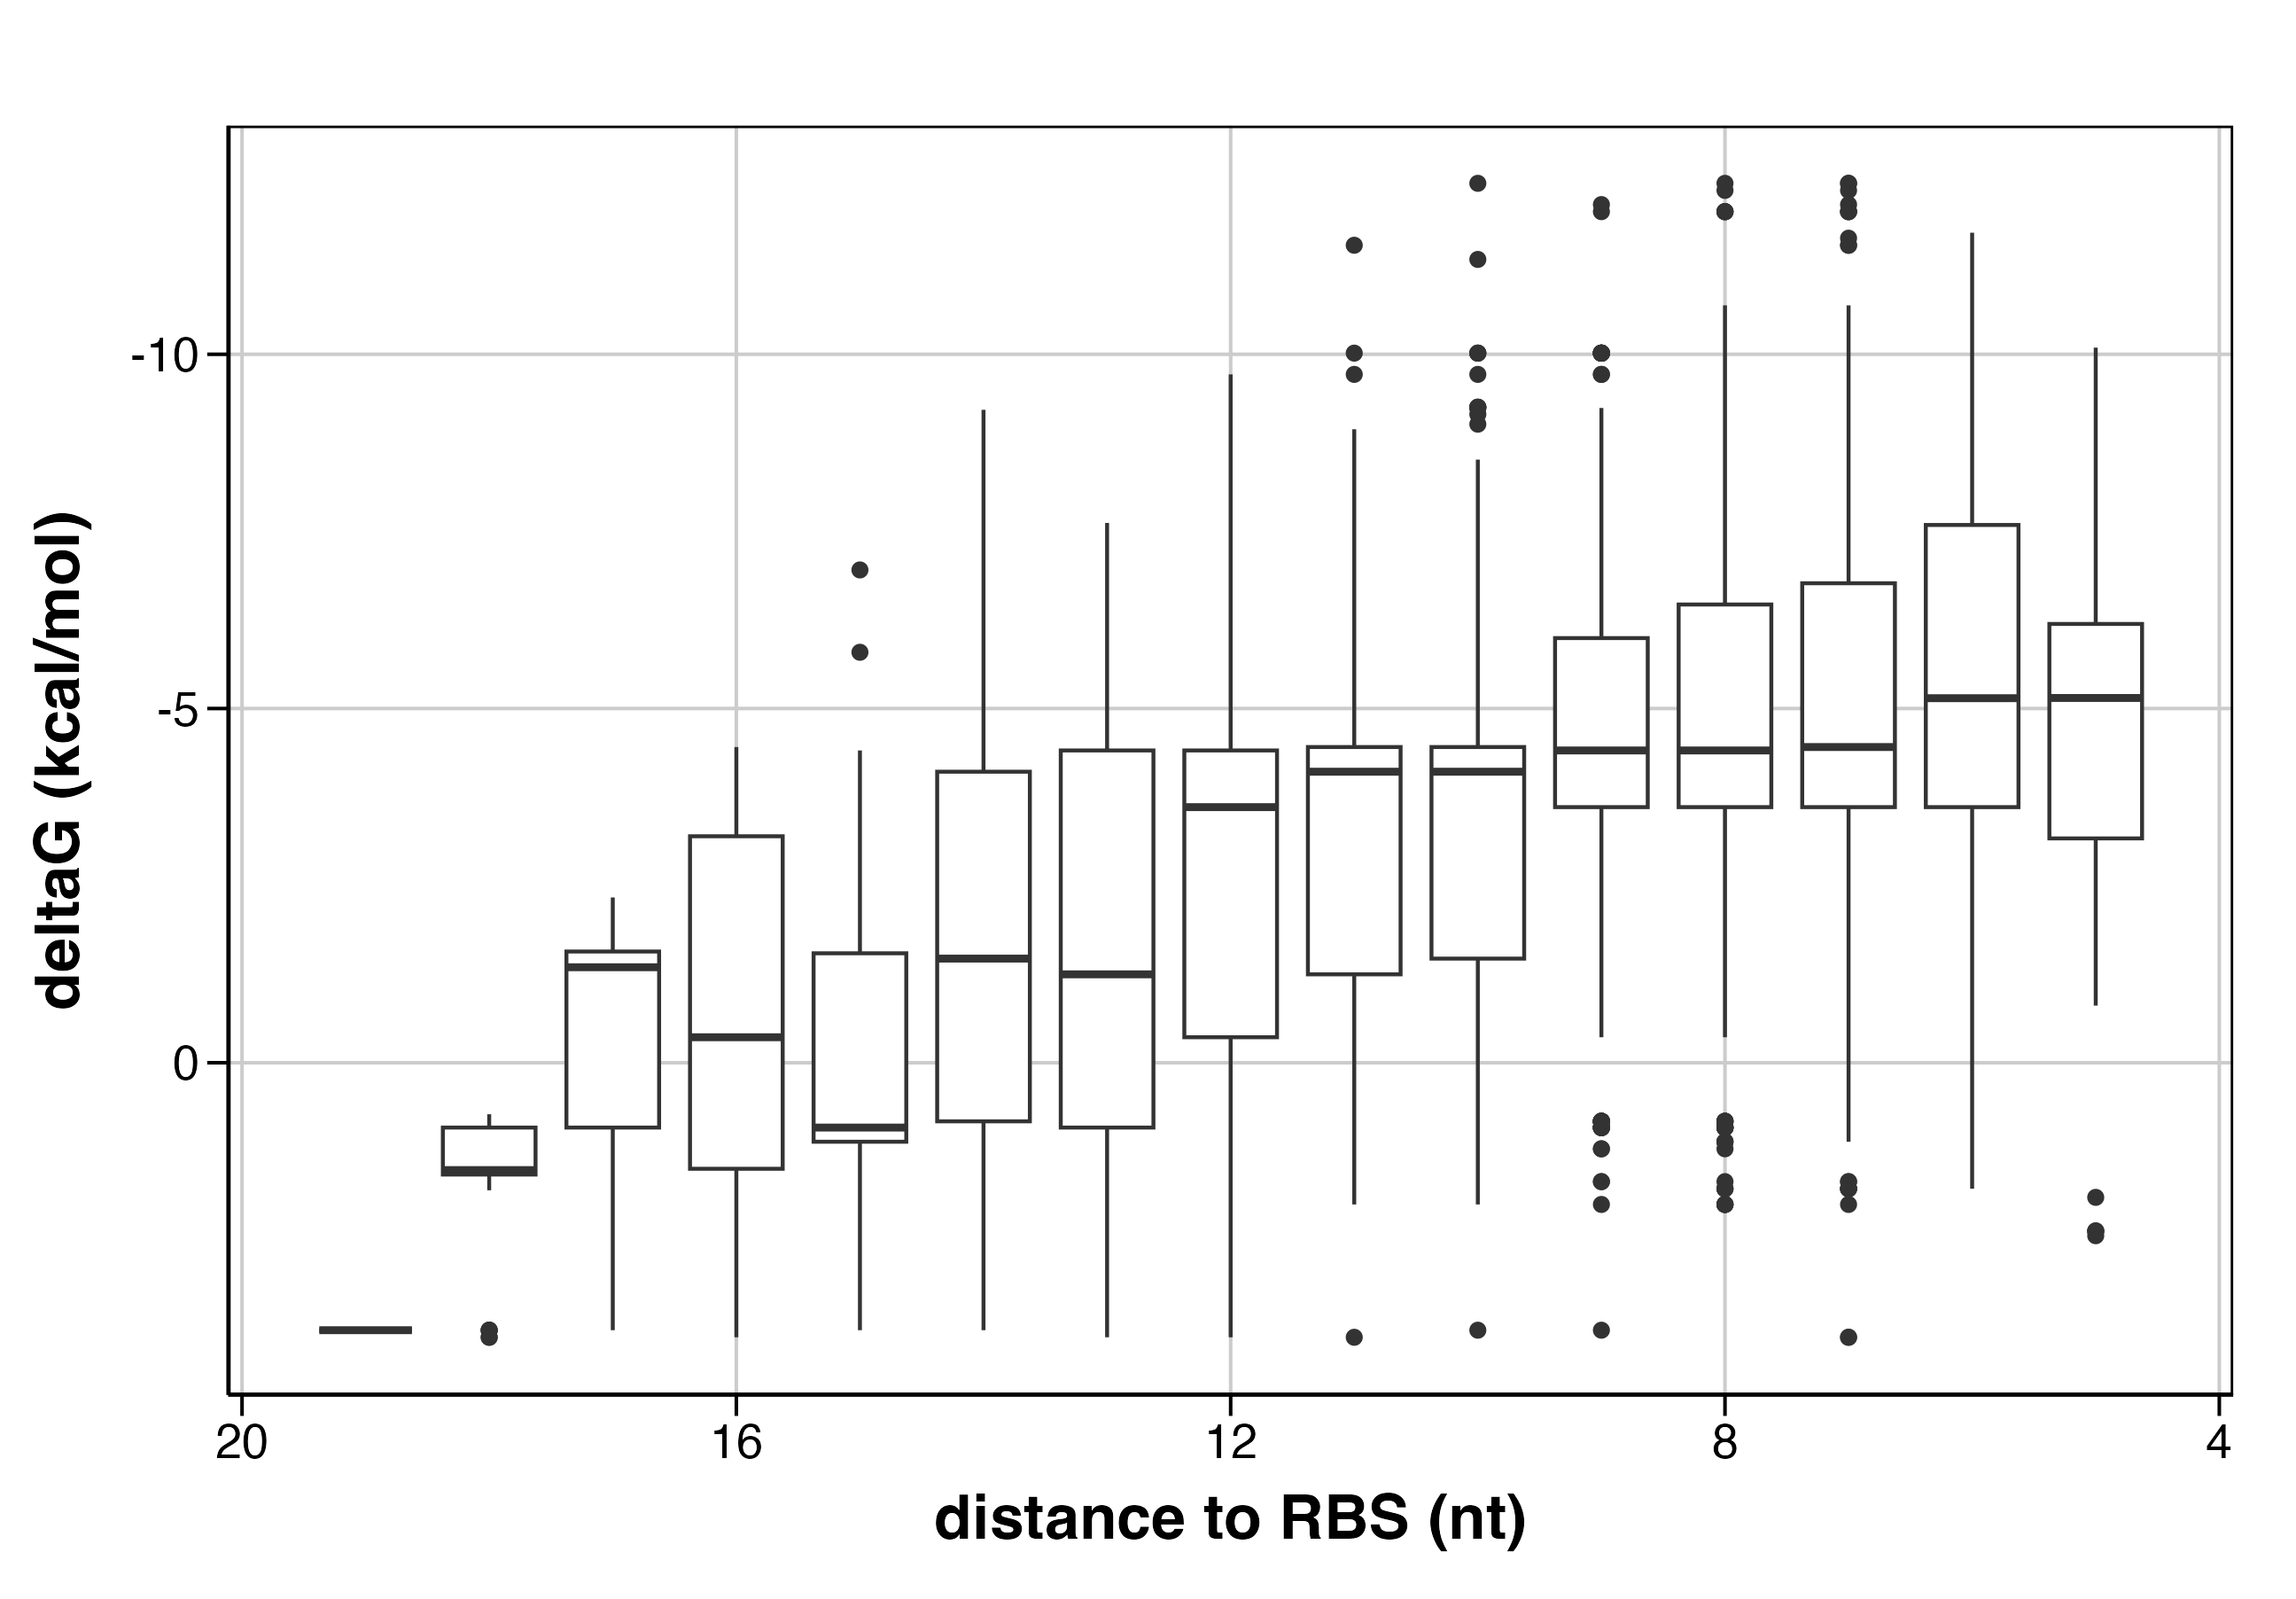 deltaG (kcal/mol)
-10
-5
0
20 16 12 8 4
distance to RBS (nt)